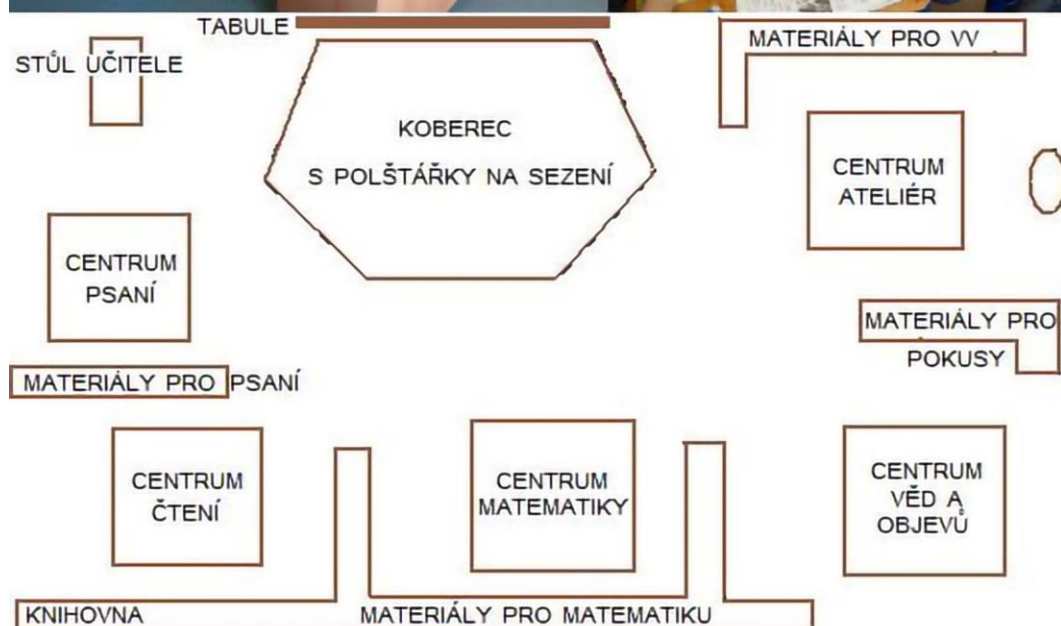 TABULE
MATERIÁLY PRO VV
STŮL UČITELE
KOBEREC
S POLŠTÁŘKY NA SEZENÍ
CENTRUM
ATELIÉR
CENTRUM
PSANÍ
MATERIÁLY PRO
POKUSY
MATERIÁLY PRO PSANÍ
CENTRUM
ČTENÍ
CENTRUM
MATEMATIKY
CENTRUM
VĚD A
OBJEVŮ
KNIHOVNA
MATERIÁLY PRO MATEMATIKU